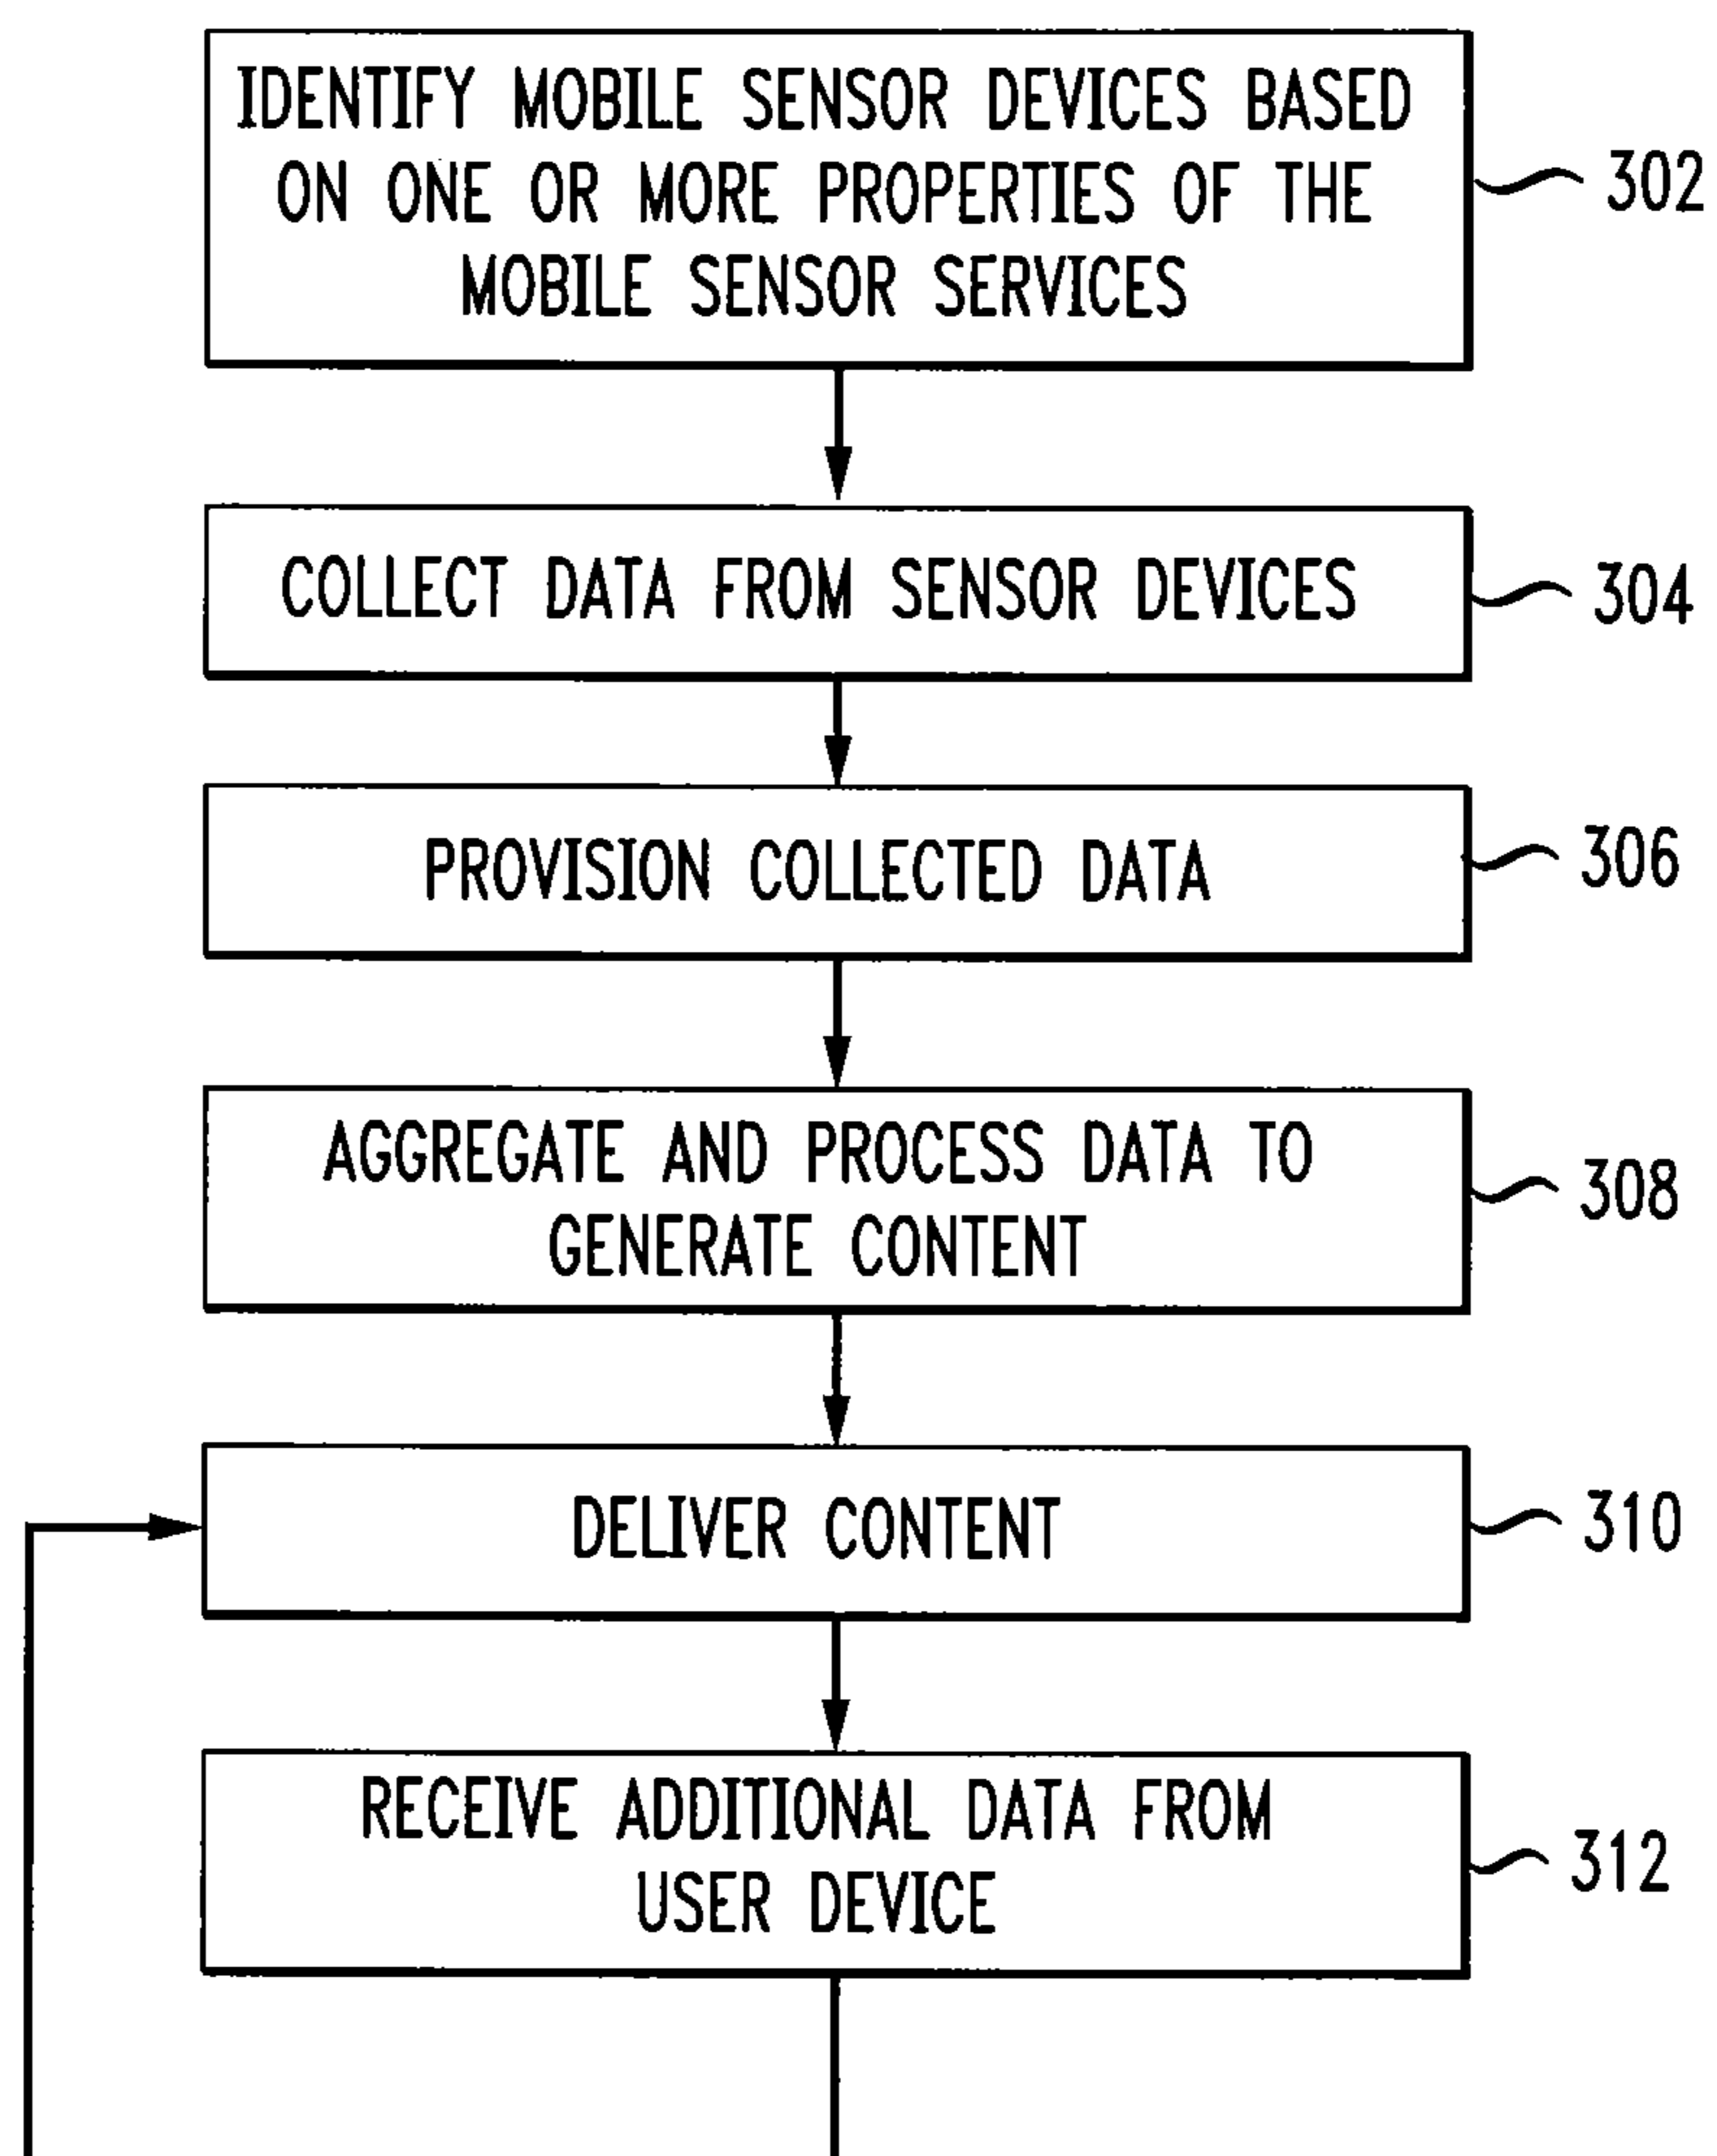 IDENTIFY MOBILE SENSOR DEVICES BASED
ON ONE OR MORE PROPERTIES OF THE
MOBILE SENSOR SERVICES
302
COLLECT DATA FROM SENSOR DEVICES
304
PROVISION COLLECTED DATA
306
AGGREGATE AND PROCESS DATA TO
GENERATE CONTENT
308
DELIVER CONTENT
310
RECEIVE ADDITIONAL DATA FROM
USER DEVICE
312